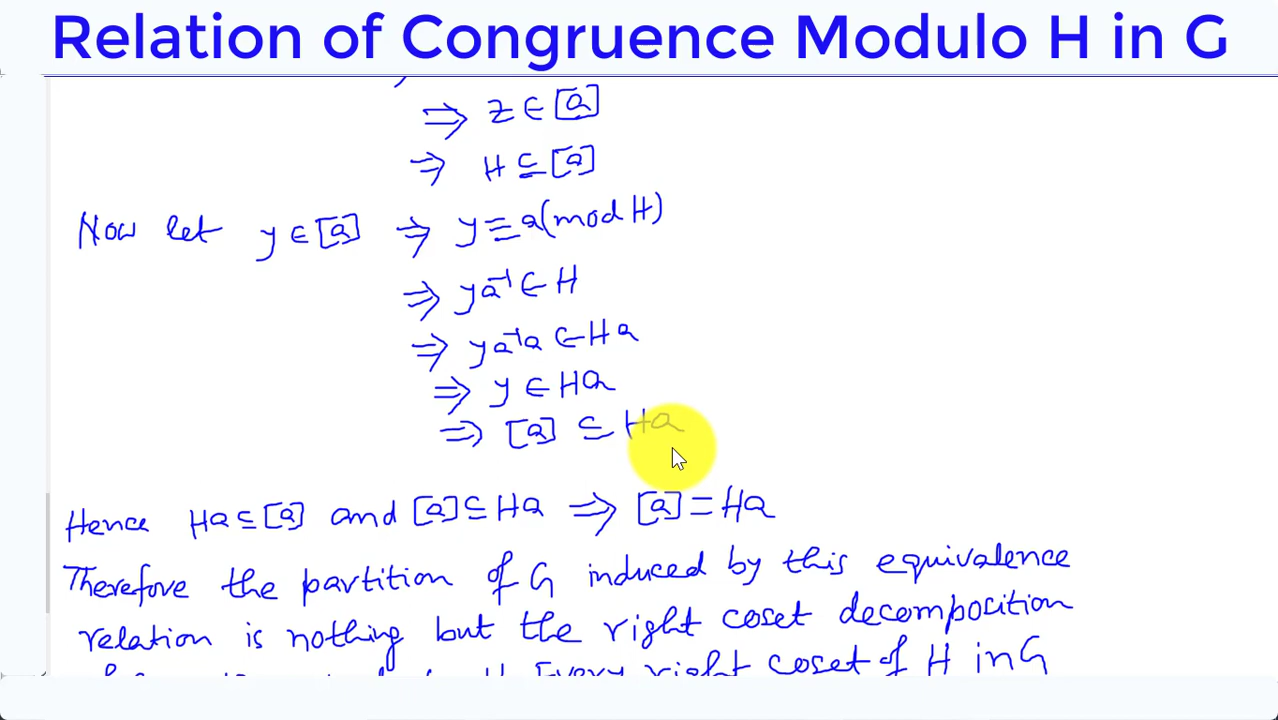 Relation of Congruence Modulo H in G
⇒ z ∈ [a]
⇒ H ⊆ [a]
Now let y ∈ [a] ⇒ y ≡ a(mod H)
⇒ ya⁻¹ ∈ H
⇒ ya⁻¹a ∈ Ha
⇒ y ∈ Ha
⇒ [a] ⊆ Ha
Hence Ha ⊆ [a] and [a] ⊆ Ha ⇒ [a] = Ha
Therefore the partition of G induced by this equivalence
relation is nothing but the right coset decomposition
H Every right coset of H in G